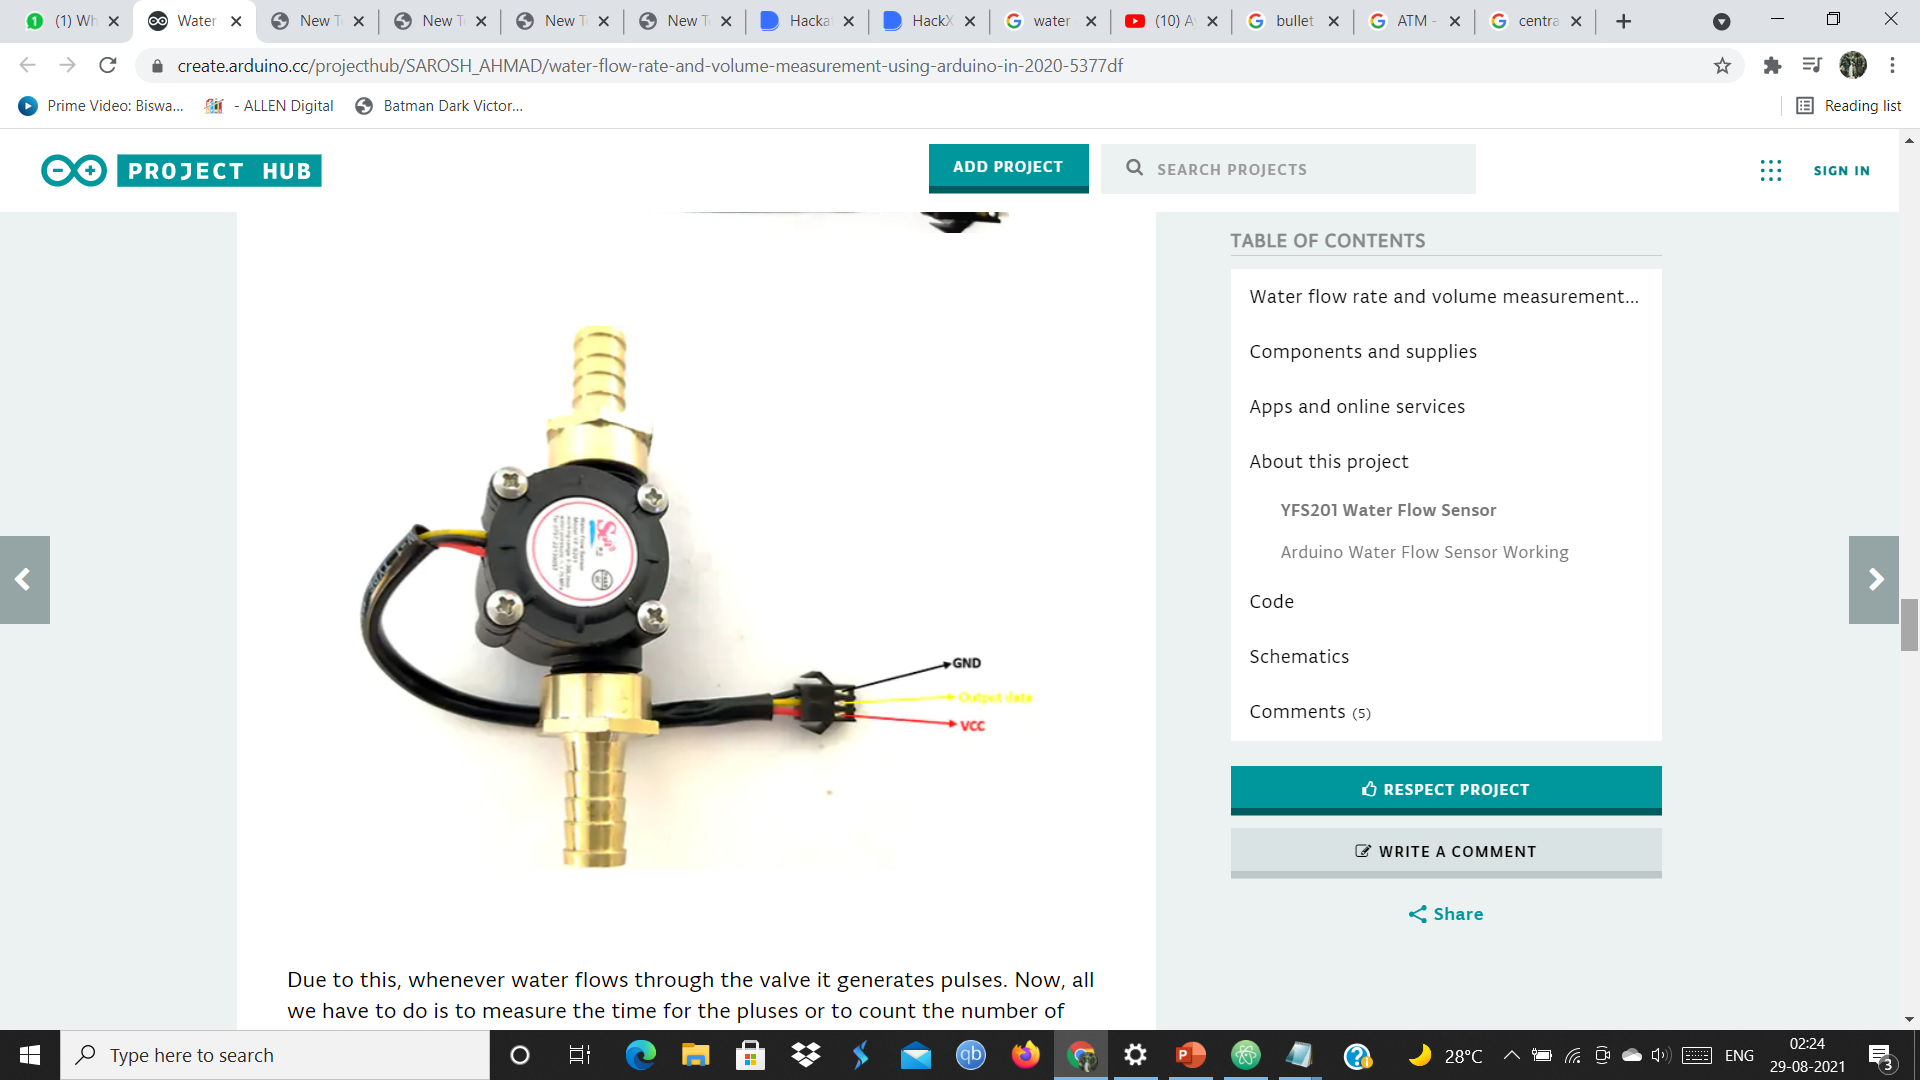 (1) Wh
Water
New T
New T
New T
New T
Hacka
HackX
water
(10) A
bullet
ATM -
centra
create.arduino.cc/projecthub/SAROSH_AHMAD/water-flow-rate-and-volume-measurement-using-arduino-in-2020-5377df
Prime Video: Biswa...
- ALLEN Digital
Batman Dark Victor...
Reading list
PROJECT HUB
ADD PROJECT
SEARCH PROJECTS
SIGN IN
TABLE OF CONTENTS
Water flow rate and volume measurement...
Components and supplies
Apps and online services
About this project
YFS201 Water Flow Sensor
Arduino Water Flow Sensor Working
Code
Schematics
Comments (5)
RESPECT PROJECT
WRITE A COMMENT
Share
Sea
Water Flow Sensor
GND
Output data
VCC
Due to this, whenever water flows through the valve it generates pulses. Now, all
we have to do is to measure the time for the pluses or to count the number of
Type here to search
qb
28°C
ENG
02:24
29-08-2021
3